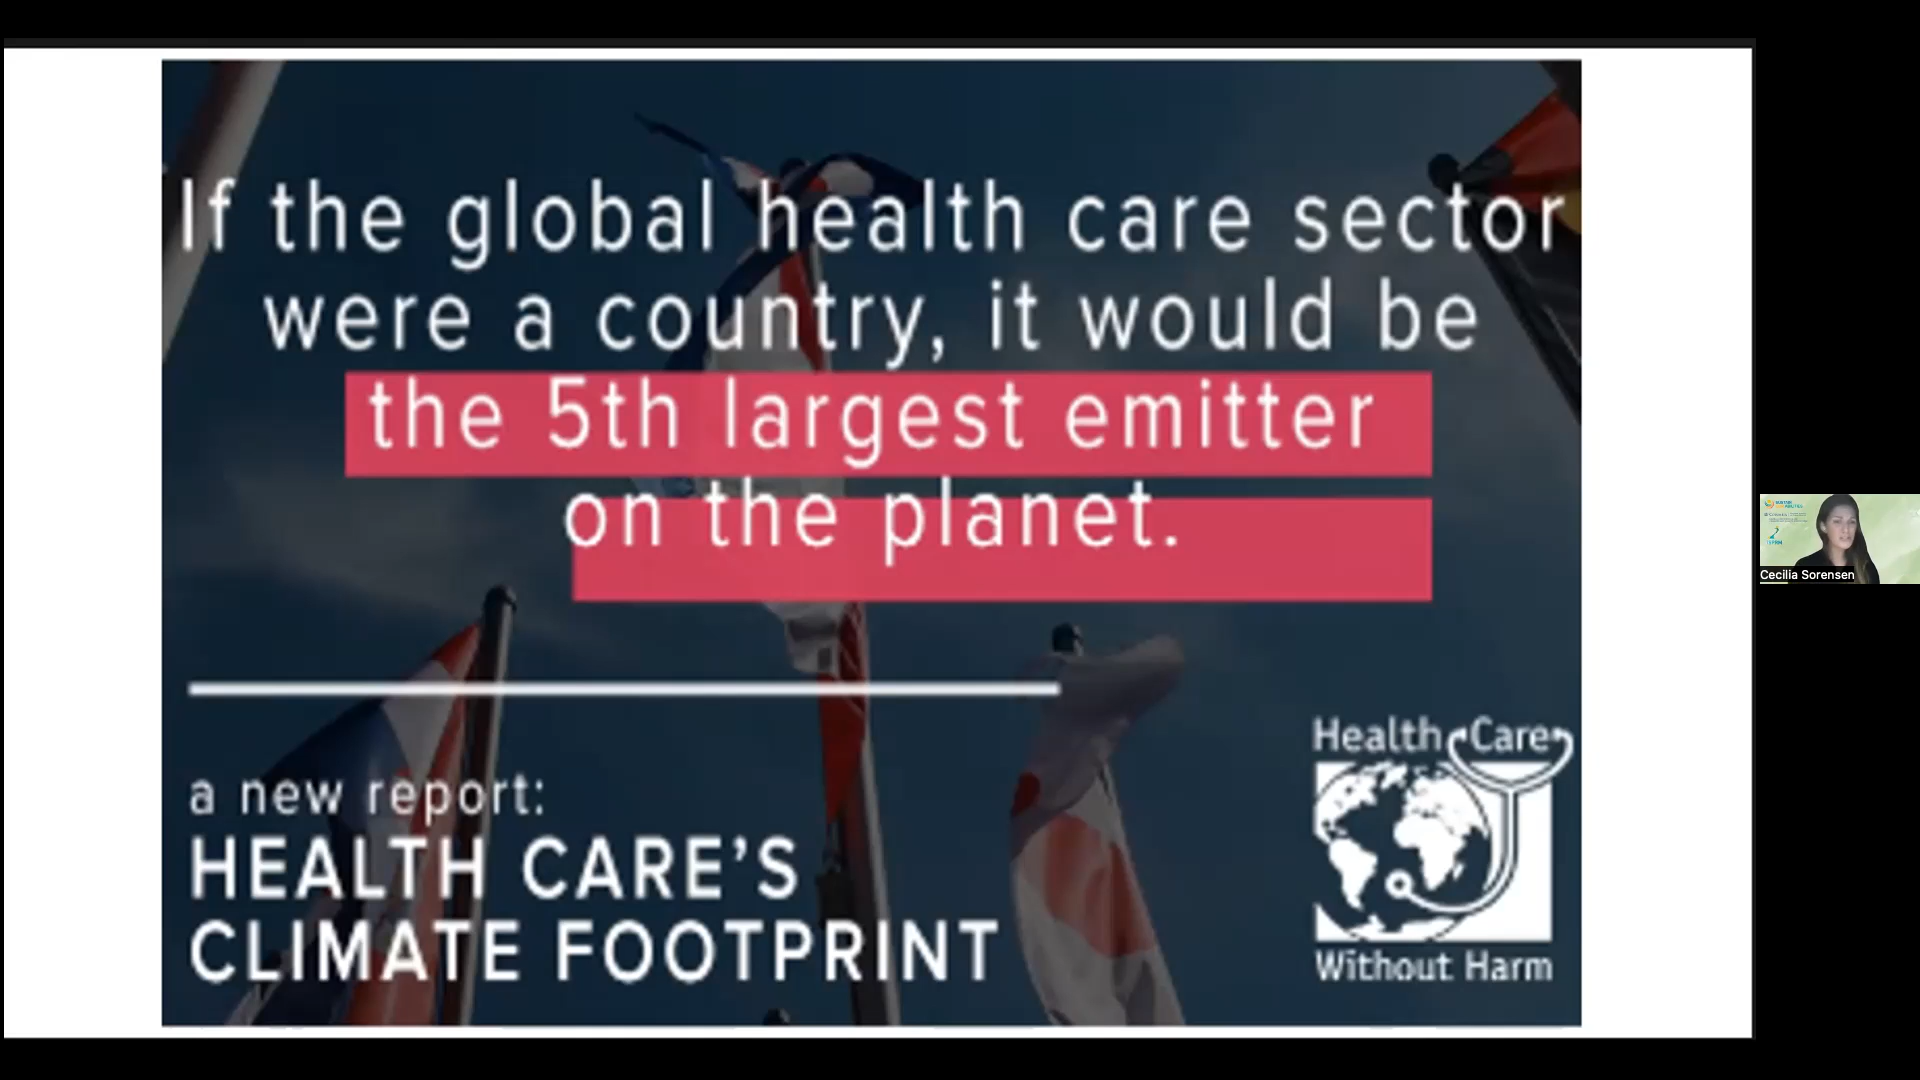 If the global health care sector
were a country, it would be
the 5th largest emitter
on the planet.
a new report:
HEALTH CARE'S
CLIMATE FOOTPRINT
Health Care
Without Harm
Cecilia Sorensen